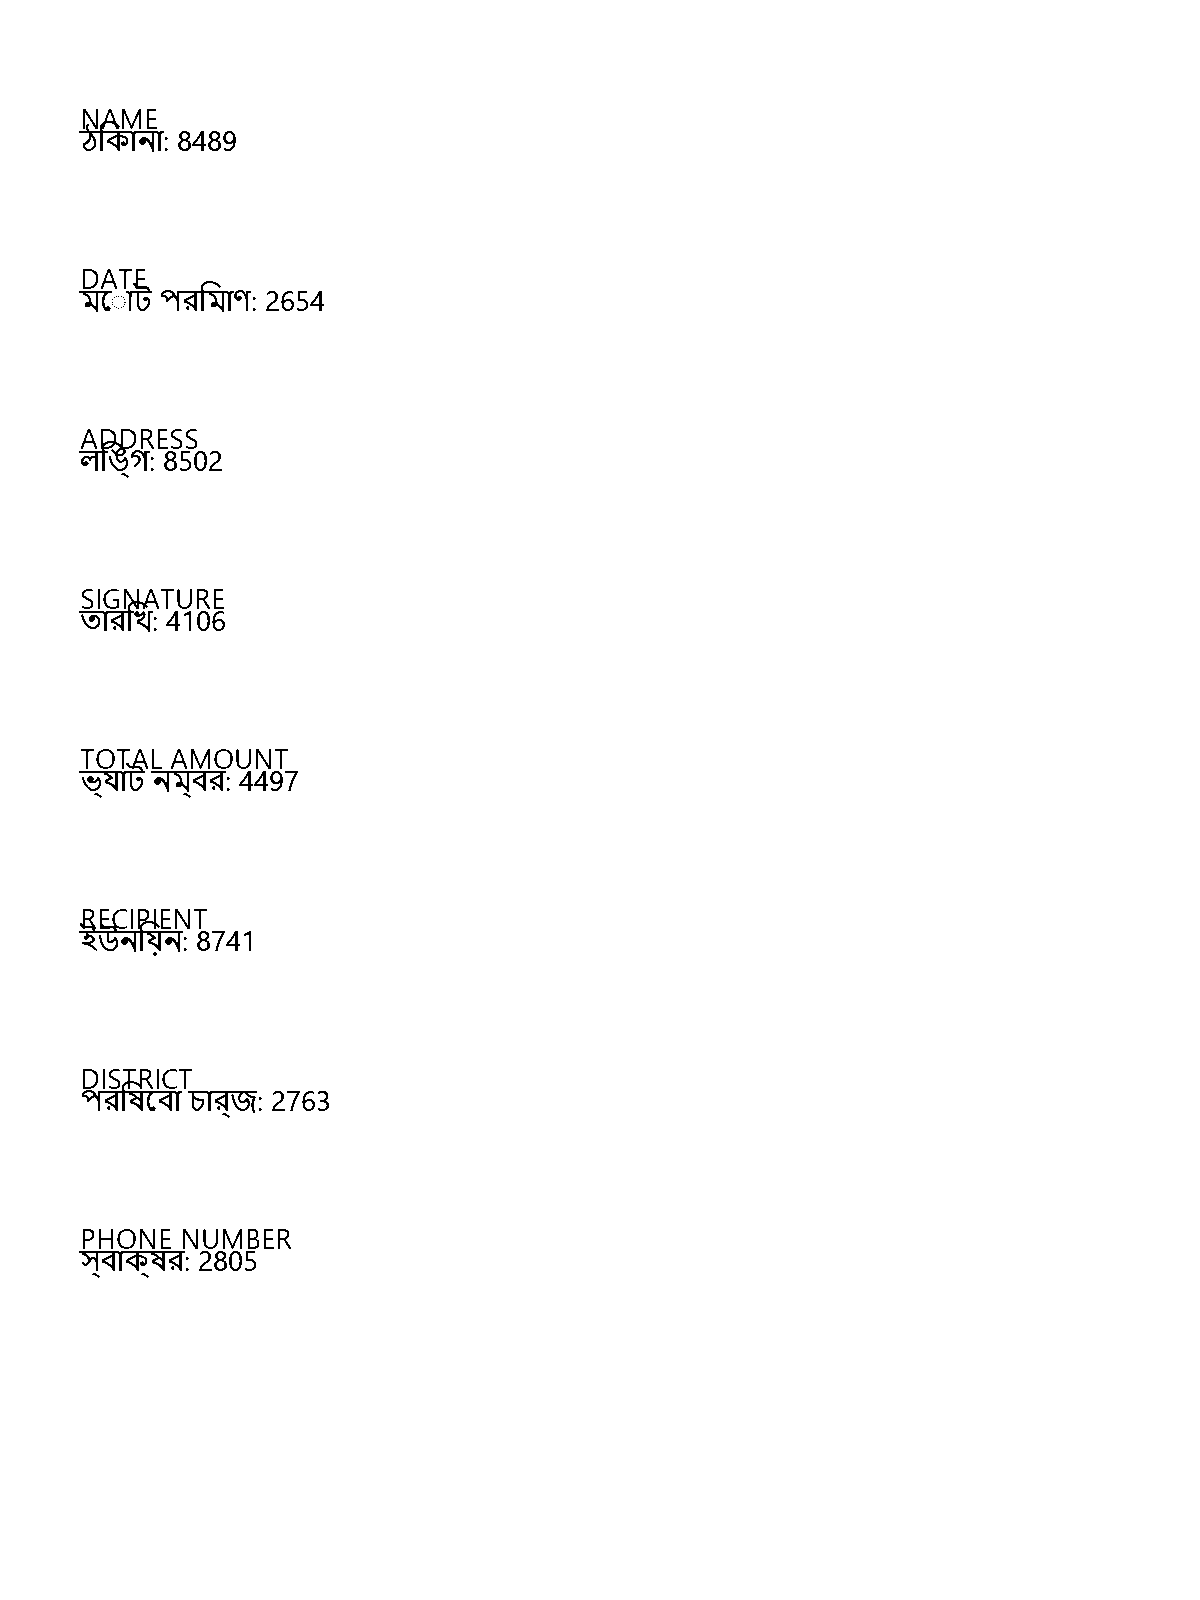 NAME
ঠিকানা: 8489
DATE
মোট পরিমাণ: 2654
ADDRESS
লিঙ্গ: 8502
SIGNATURE
তারিখ: 4106
TOTAL AMOUNT
ভ্যাট নম্বর: 4497
RECIPIENT
ইউনিয়ন: 8741
DISTRICT
পরিষেবা চার্জ: 2763
PHONE NUMBER
স্বাক্ষর: 2805